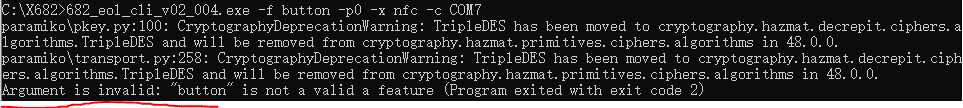 C:\X682>682_eol_cli_v02_004.exe -f button -p0 -x nfc -c COM7
paramiko\pkey.py:100: CryptographyDeprecationWarning: TripleDES has been moved to cryptography.hazmat.decrepit.ciphers.a
lgorithms.TripleDES and will be removed from cryptography.hazmat.primitives.ciphers.algorithms in 48.0.0.
paramiko\transport.py:258: CryptographyDeprecationWarning: TripleDES has been moved to cryptography.hazmat.decrepit.ciph
ers.algorithms.TripleDES and will be removed from cryptography.hazmat.primitives.ciphers.algorithms in 48.0.0.
Argument is invalid: "button" is not a valid a feature (Program exited with exit code 2)